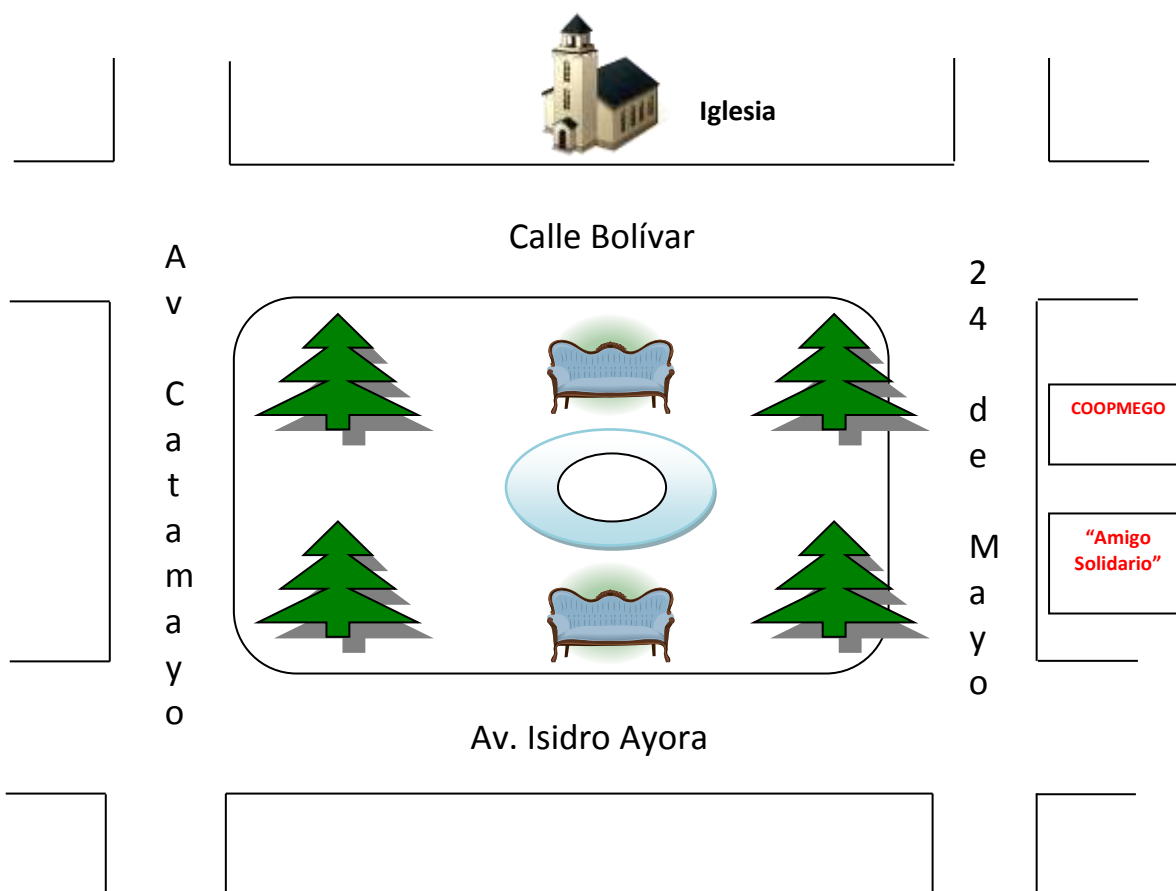 Iglesia
Calle Bolívar
Av Catamayo
24 de Mayo
COOPMEGO
“Amigo
Solidario”
Av. Isidro Ayora